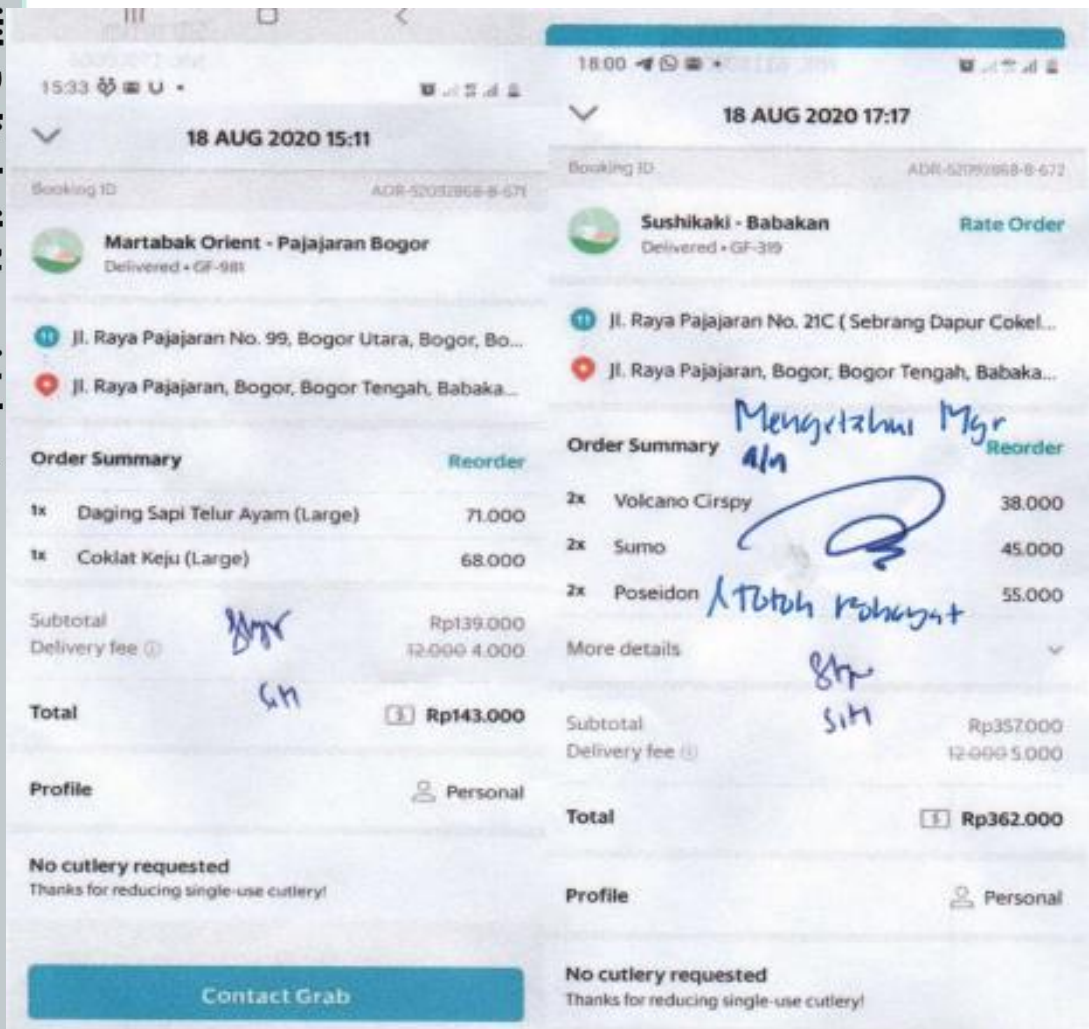 15:33
18 AUG 2020 15:11
Booking ID
Martabak Orient - Pajajaran Bogor
Delivered • GF-981
Jl. Raya Pajajaran No. 99, Bogor Utara, Bogor, Bo...
Jl. Raya Pajajaran, Bogor, Bogor Tengah, Babaka...
Order Summary Reorder
1x Daging Sapi Telur Ayam (Large) 71.000
1x Coklat Keju (Large) 68.000
Subtotal Rp139.000
Delivery fee 12.000 4.000
Total Rp143.000
Profile Personal
No cutlery requested
Thanks for reducing single-use cutlery!
Contact Grab
18:00
18 AUG 2020 17:17
Booking ID
Sushikaki - Babakan Rate Order
Delivered • GF-319
Jl. Raya Pajajaran No. 21C ( Sebrang Dapur Cokel...
Jl. Raya Pajajaran, Bogor, Bogor Tengah, Babaka...
Mengetahui Mgr
Order Summary Reorder
a/n
2x Volcano Cirspy 38.000
2x Sumo 45.000
2x Poseidon 55.000
More details
Subtotal Rp357.000
Delivery fee 12.000 5.000
Total Rp362.000
Profile Personal
No cutlery requested
Thanks for reducing single-use cutlery!